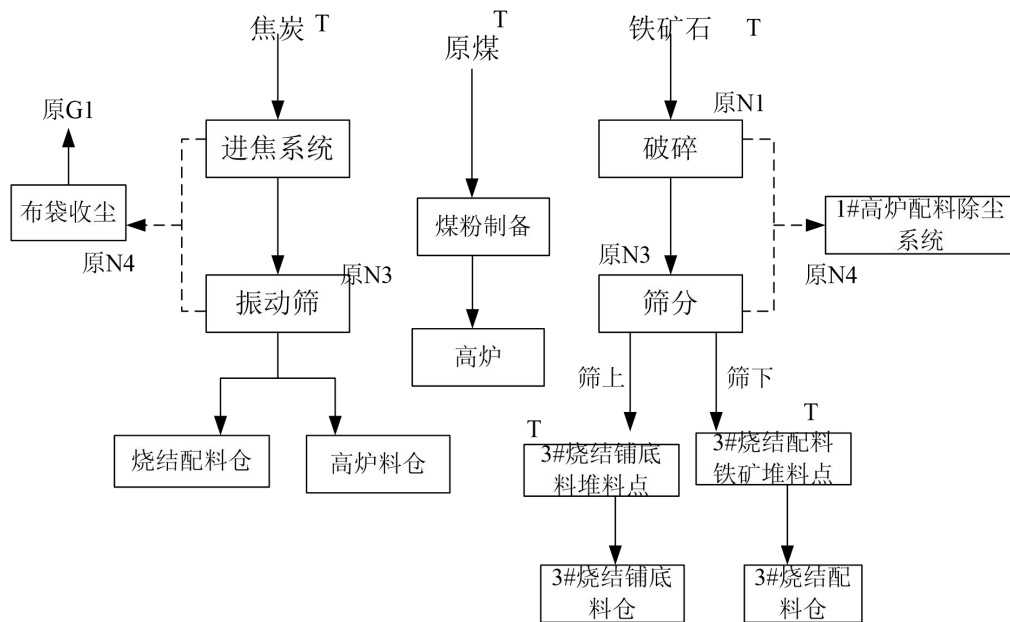 焦炭 T
T
原煤
铁矿石 T
原G1
原N1
进焦系统
破碎
布袋收尘
煤粉制备
1#高炉配料除尘
系统
原N4
原N3
原N3
原N4
振动筛
筛分
高炉
筛上
筛下
T
T
烧结配料仓
高炉料仓
3#烧结铺底
料堆料点
3#烧结配料
铁矿堆料点
3#烧结铺底
料仓
3#烧结配
料仓